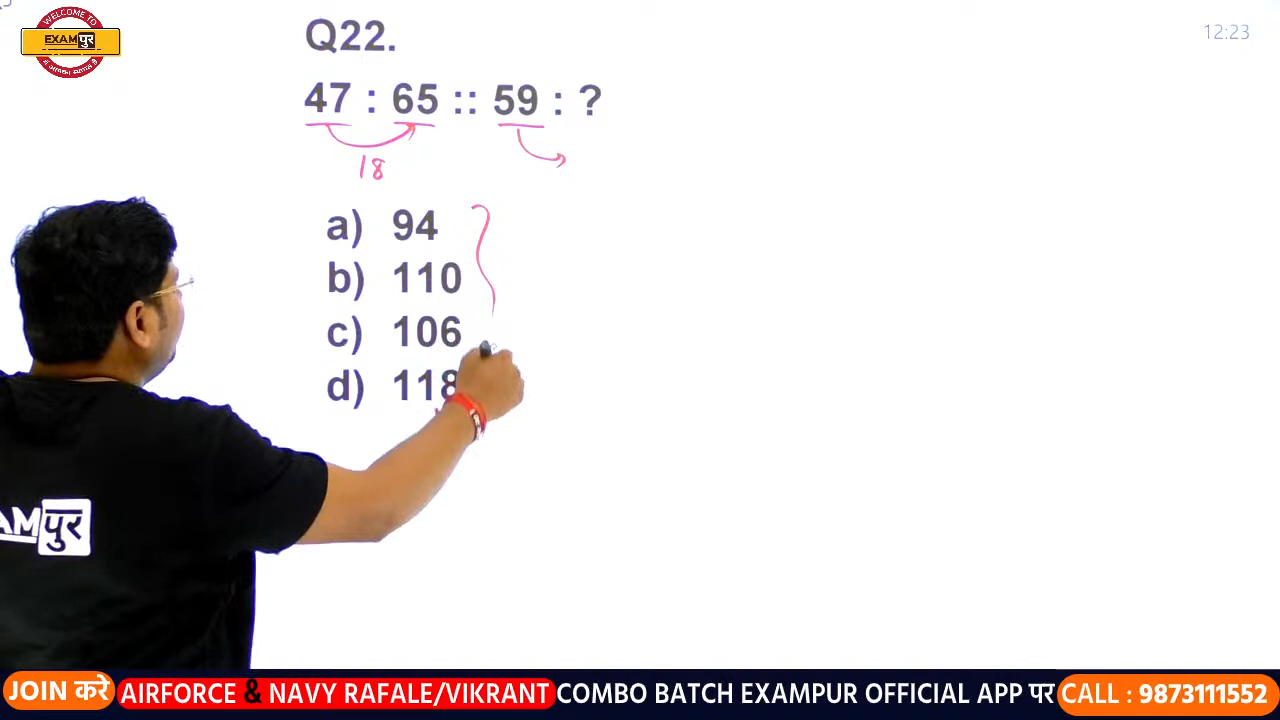 WELCOME TO
EXAMपुर
12:23
Q22.
47 : 65 :: 59 : ?
18
a) 94
b) 110
c) 106
d) 118
AMपुर
JOIN करे AIRFORCE & NAVY RAFALE/VIKRANT COMBO BATCH EXAMPUR OFFICIAL APP पर CALL : 9873111552